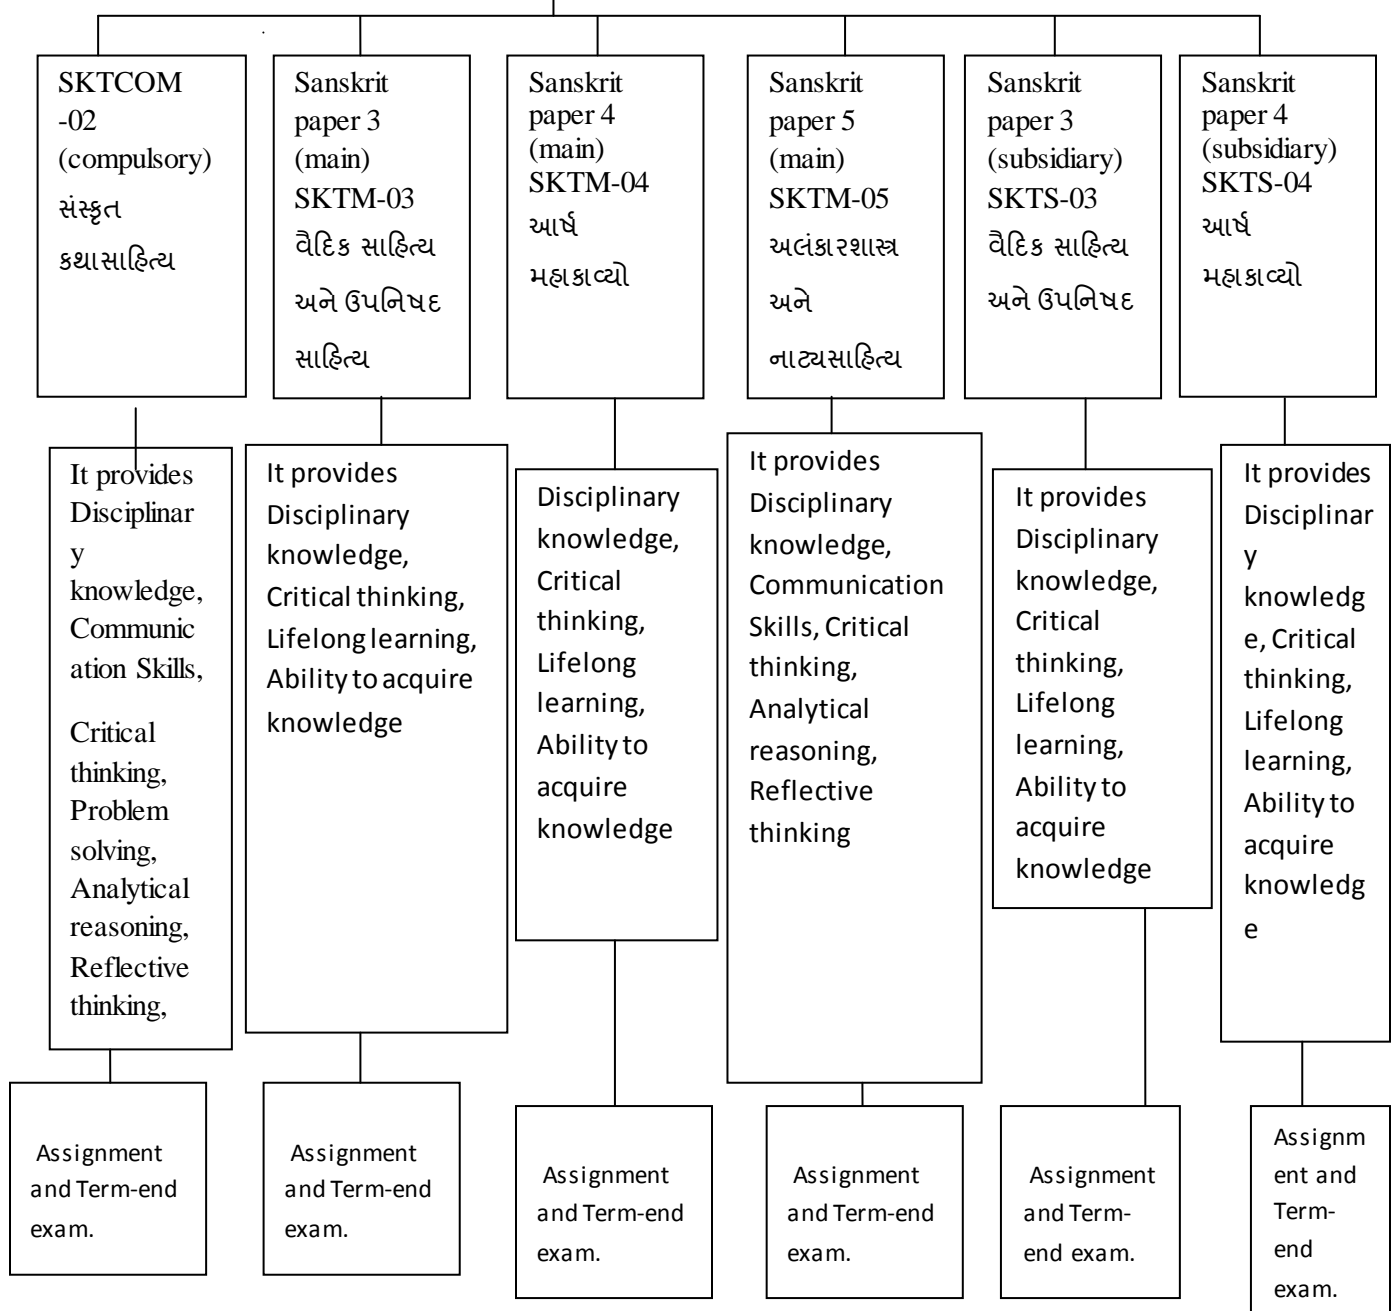 SKTCOM
-02
(compulsory)
સંસ્કૃત
કથાસાહિત્ય
Sanskrit
paper 3
(main)
SKTM-03
વૈદિક સાહિત્ય
અને ઉપનિષદ
સાહિત્ય
Sanskrit
paper 4
(main)
SKTM-04
આર્ષ
મહાકાવ્યો
Sanskrit
paper 5
(main)
SKTM-05
અલંકારશાસ્ત્ર
અને
નાટ્યસાહિત્ય
Sanskrit
paper 3
(subsidiary)
SKTS-03
વૈદિક સાહિત્ય
અને ઉપનિષદ
Sanskrit
paper 4
(subsidiary)
SKTS-04
આર્ષ
મહાકાવ્યો
It provides
Disciplinar
y
knowledge,
Communic
ation Skills,
Critical
thinking,
Problem
solving,
Analytical
reasoning,
Reflective
thinking,
It provides
Disciplinary
knowledge,
Critical thinking,
Lifelong learning,
Ability to acquire
knowledge
Disciplinary
knowledge,
Critical
thinking,
Lifelong
learning,
Ability to
acquire
knowledge
It provides
Disciplinary
knowledge,
Communication
Skills, Critical
thinking,
Analytical
reasoning,
Reflective
thinking
It provides
Disciplinary
knowledge,
Critical
thinking,
Lifelong
learning,
Ability to
acquire
knowledge
It provides
Disciplinar
y
knowledg
e, Critical
thinking,
Lifelong
learning,
Ability to
acquire
knowledg
e
Assignment
and Term-end
exam.
Assignment
and Term-end
exam.
Assignment
and Term-end
exam.
Assignment
and Term-end
exam.
Assignment
and Term-
end exam.
Assignm
ent and
Term-
end
exam.